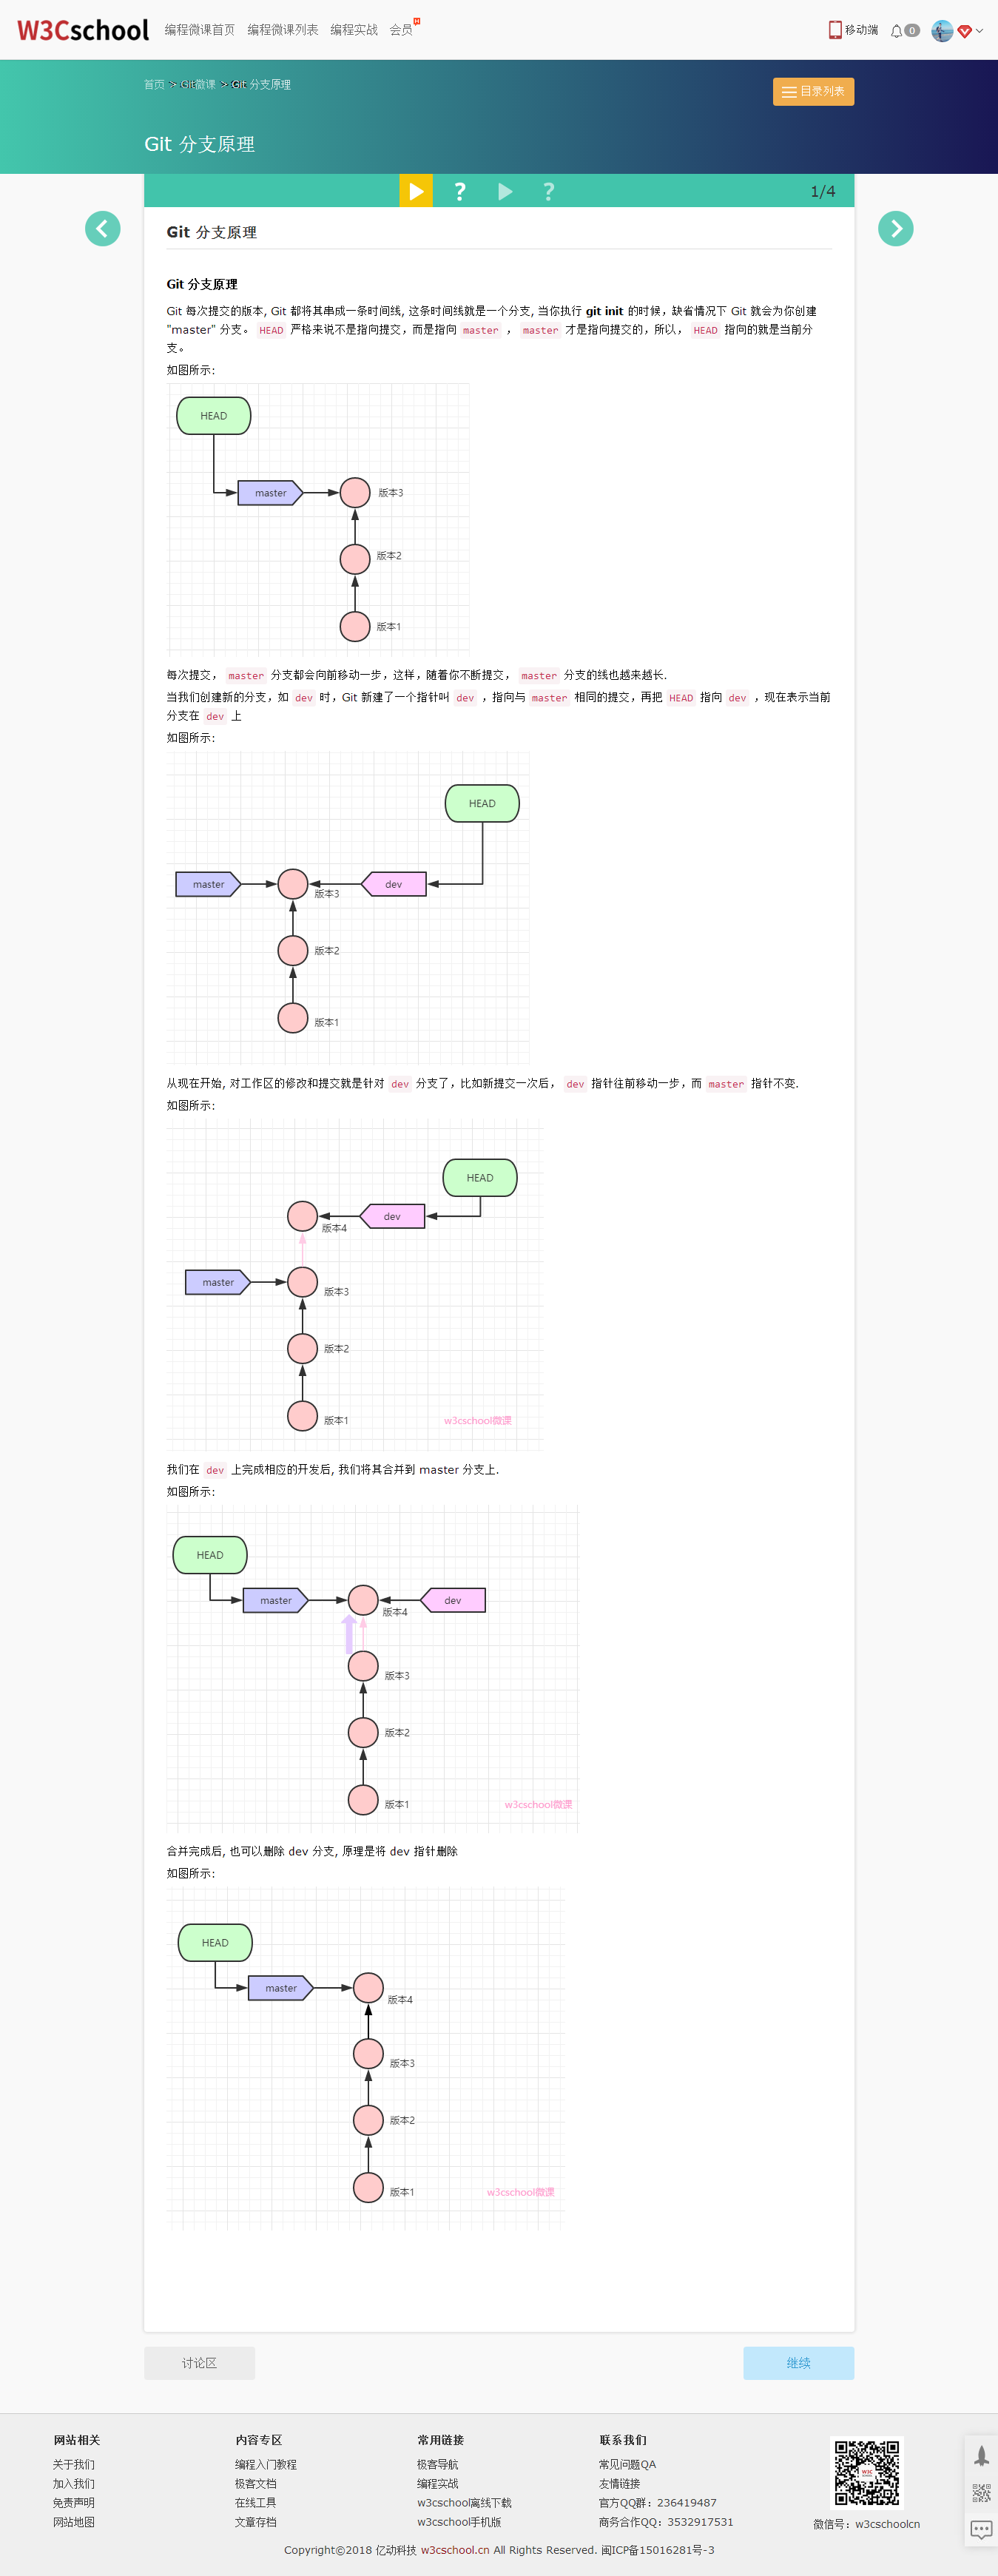 W3Cschool 编程微课首页 编程微课列表 编程实战 会员 移动端 0
首页 > Git微课 > Git 分支原理
目录列表
Git 分支原理
? ? 1/4
Git 分支原理
Git 分支原理
Git 每次提交的版本, Git 都将其串成一条时间线, 这条时间线就是一个分支, 当你执行 git init 的时候，缺省情况下 Git 就会为你创建
"master" 分支。 HEAD 严格来说不是指向提交，而是指向 master ， master 才是指向提交的，所以， HEAD 指向的就是当前分
支。
如图所示:
HEAD
master
版本3
版本2
版本1
每次提交， master 分支都会向前移动一步，这样，随着你不断提交， master 分支的线也越来越长.
当我们创建新的分支，如 dev 时，Git 新建了一个指针叫 dev ，指向与 master 相同的提交，再把 HEAD 指向 dev ，现在表示当前
分支在 dev 上
如图所示:
HEAD
master
dev
版本3
版本2
版本1
从现在开始, 对工作区的修改和提交就是针对 dev 分支了，比如新提交一次后， dev 指针往前移动一步，而 master 指针不变.
如图所示:
HEAD
dev
版本4
master
版本3
版本2
版本1
w3cschool微课
我们在 dev 上完成相应的开发后, 我们将其合并到 master 分支上.
如图所示:
HEAD
master
dev
版本4
版本3
版本2
版本1
w3cschool微课
合并完成后, 也可以删除 dev 分支, 原理是将 dev 指针删除
如图所示:
HEAD
master
版本4
版本3
版本2
版本1
w3cschool微课
讨论区 继续
网站相关 内容专区 常用链接 联系我们
关于我们 编程入门教程 极客导航 常见问题QA
加入我们 极客文档 编程实战 友情链接
免责声明 在线工具 w3cschool离线下载 官方QQ群：236419487
网站地图 文章存档 w3cschool手机版 商务合作QQ：3532917531
微信号：w3cschoolcn
Copyright©2018 亿动科技 w3cschool.cn All Rights Reserved. 闽ICP备15016281号-3